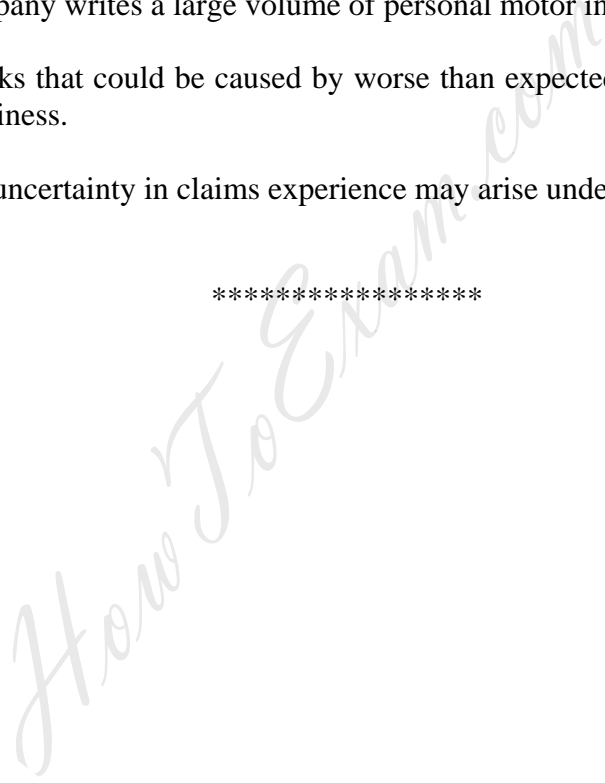 pany writes a large volume of personal motor in
ks that could be caused by worse than expected
iness.
uncertainty in claims experience may arise unde
*****************
HowToExam.com